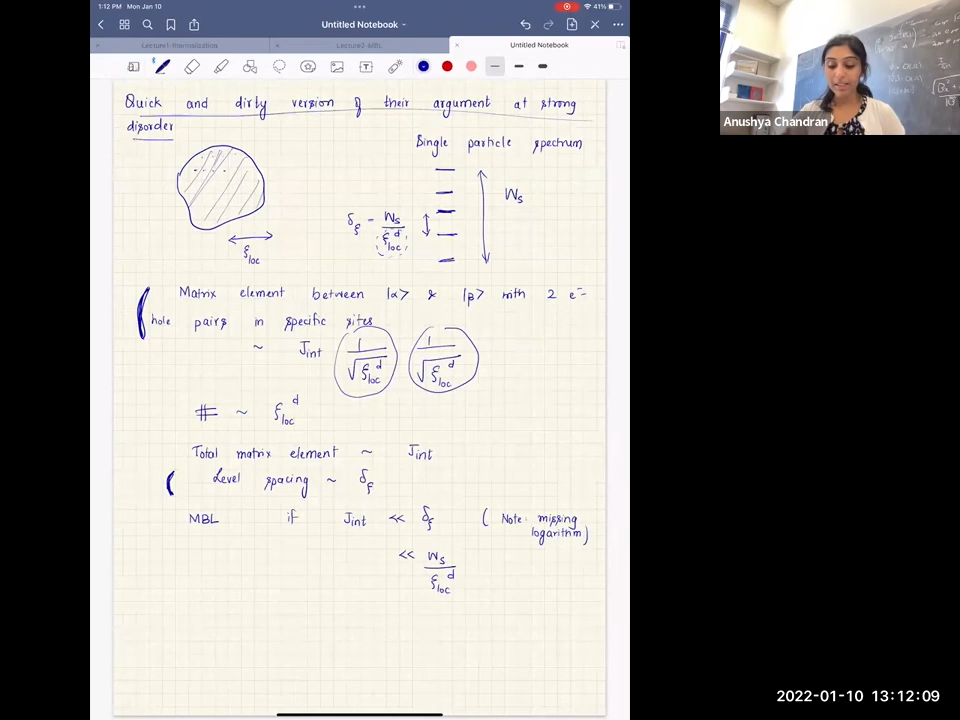 1:12 PM Mon Jan 10
41%
Untitled Notebook
Lecture1-thermalization
Lecture2-MBL
Untitled Notebook
Quick and dirty version of their argument at strong
disorder
Single particle spectrum
W_s
δ_ξ - W_s / ξ_loc^d
ξ_loc
Matrix element between |α> & |β> with 2 e-
hole pairs in specific sites
~ J_int 1/√ξ_loc^d 1/√ξ_loc^d
# ~ ξ_loc^d
Total matrix element ~ J_int
Level spacing ~ δ_ξ
MBL if J_int << δ_ξ ( Note: missing
logarithm )
<< W_s / ξ_loc^d
Anushya Chandran
2022-01-10 13:12:09